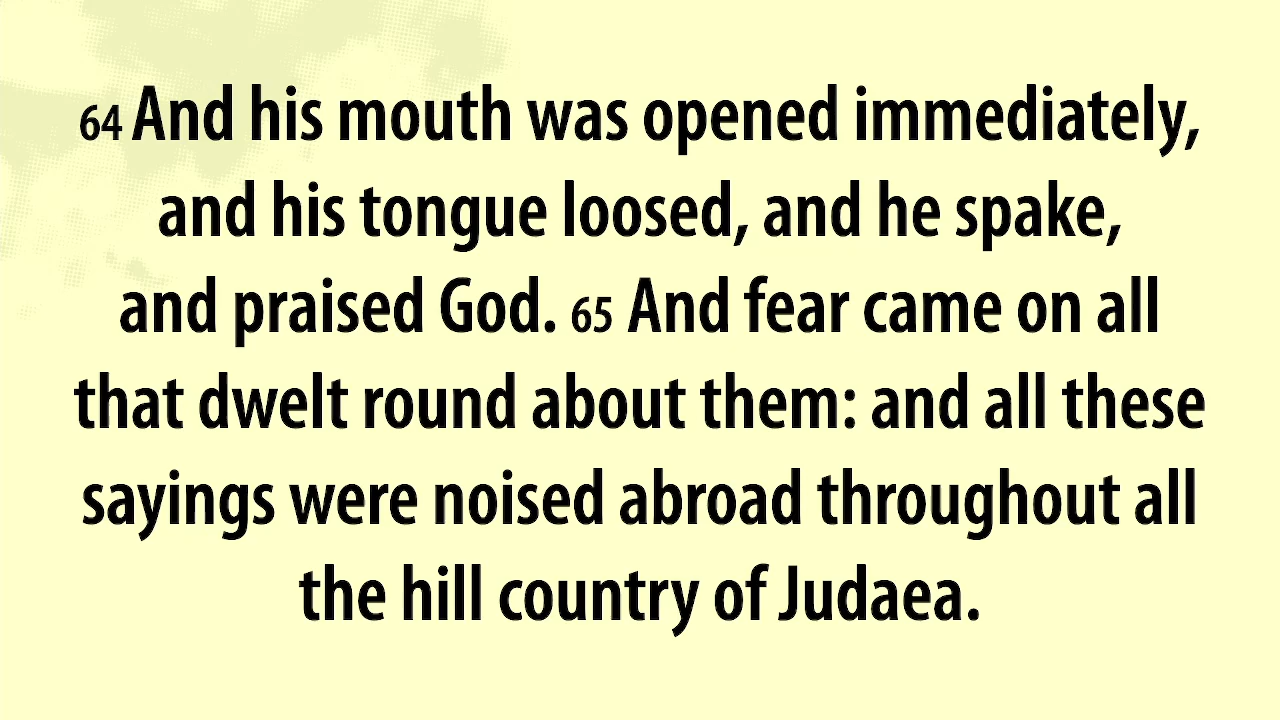 64 And his mouth was opened immediately,
and his tongue loosed, and he spake,
and praised God. 65 And fear came on all
that dwelt round about them: and all these
sayings were noised abroad throughout all
the hill country of Judaea.